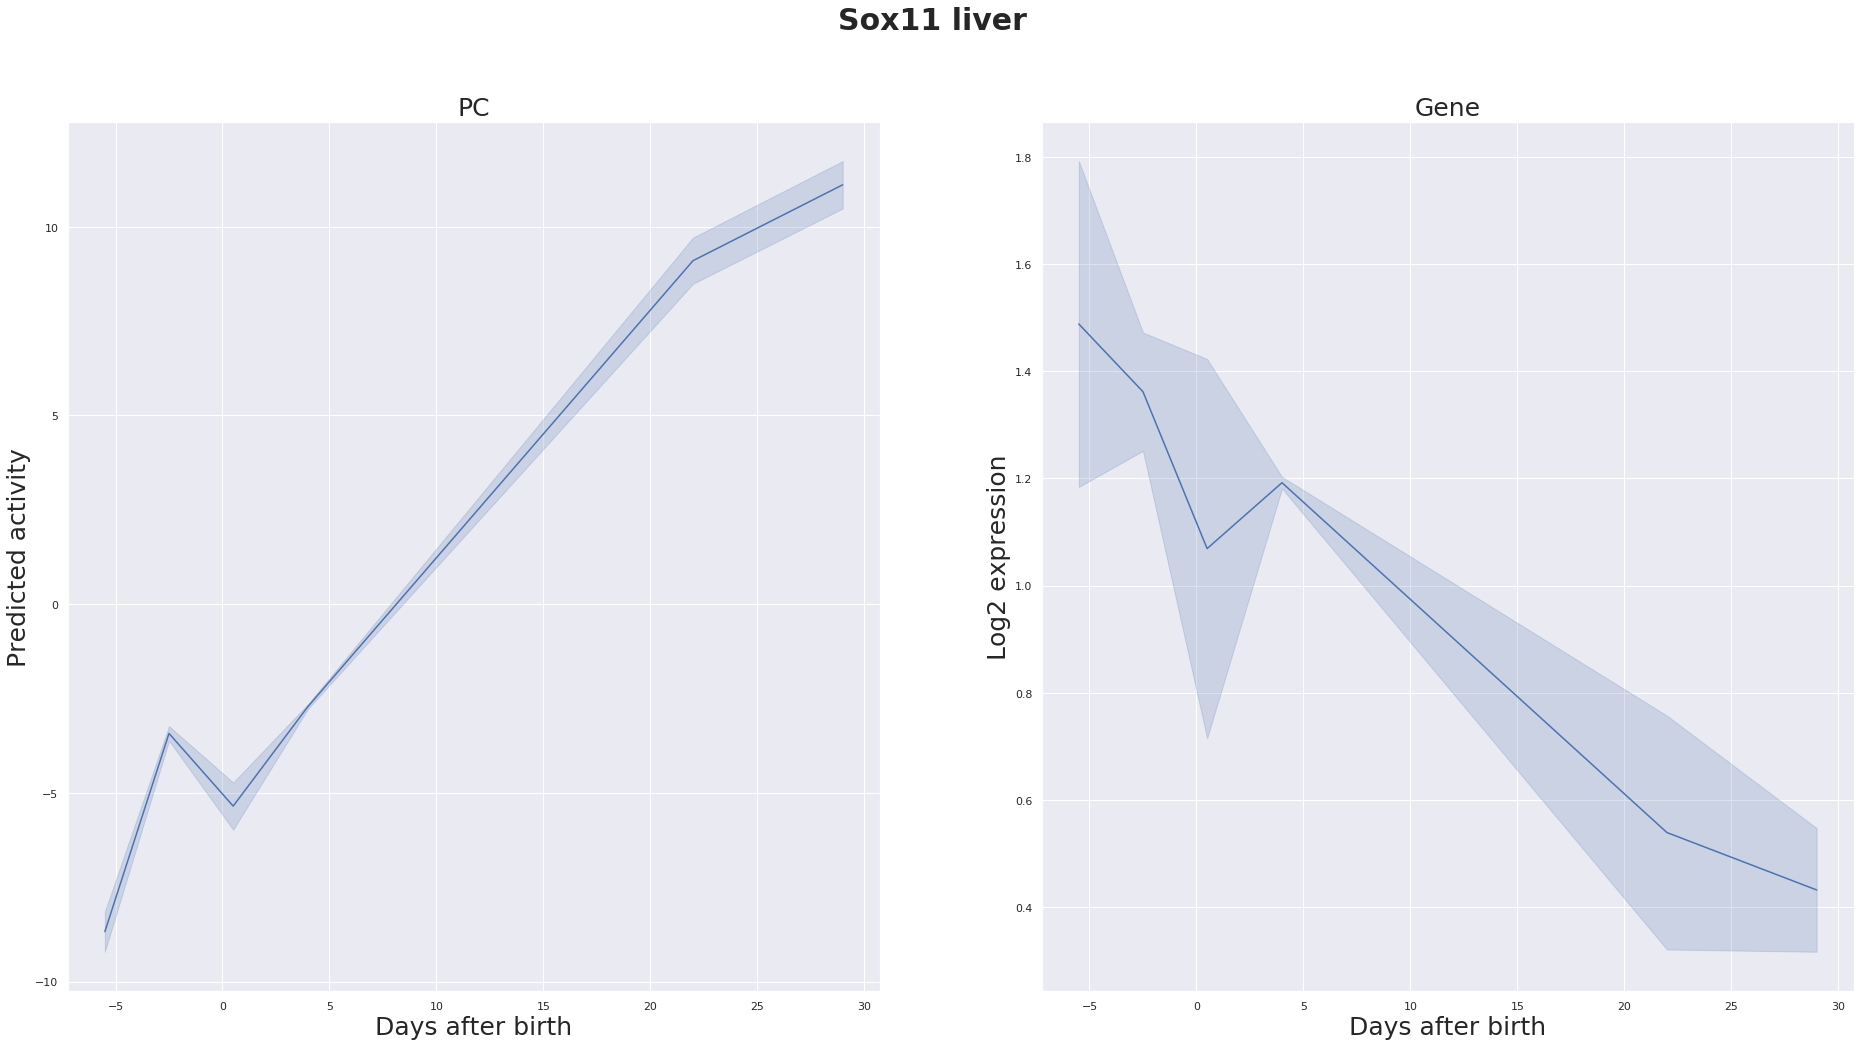 Sox11 liver
PC
Predicted activity
10
5
0
−5
−10
−5 0 5 10 15 20 25 30
Days after birth
Gene
Log2 expression
1.8
1.6
1.4
1.2
1.0
0.8
0.6
0.4
−5 0 5 10 15 20 25 30
Days after birth